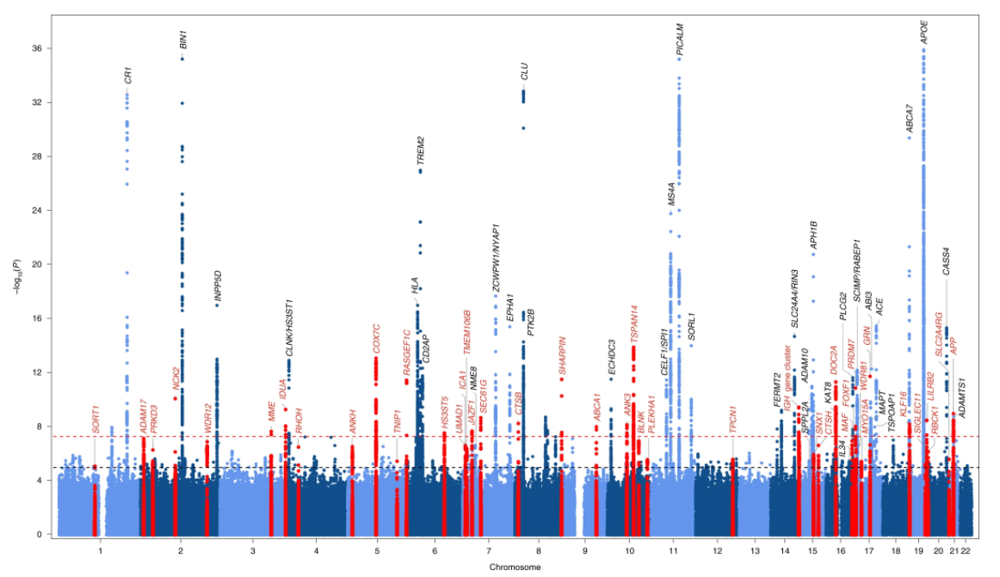 36
32
28
24
20
16
12
8
4
0
–log10(P)
1
2
3
4
5
6
7
8
9
10
11
12
13
14
15
16
17
18
19
20
21
22
Chromosome
SORT1
CR1
ADAM17
PRKD3
NCK2
BIN1
WDR12
INPP5D
MME
IDUA
CLNK/HS3ST1
RHOH
ANKH
COX7C
TNIP1
RASGEF1C
HLA
TREM2
CD2AP
HS3ST5
UMAD1
ICA1
TMEM106B
JAZF1
NME8
SEC61G
ZCWPW1/NYAP1
EPHA1
CTSB
CLU
PTK2B
SHARPIN
ABCA1
ECHDC3
ANK3
TSPAN14
BLNK
PLEKHA1
CELF1/SPI1
MS4A
PICALM
SORL1
TPCN1
FERMT2
IGH gene cluster
SLC24A4/RIN3
SPPL2A
ADAM10
APH1B
SNX1
CTSH
KAT8
DOC2A
IL34
MAF
FOXF1
PLCG2
PRDM7
SCIMP/RABEP1
WDR81
MYO15A
GRN
ABI3
MAPT
ACE
TSPOAP1
KLF16
ABCA7
SIGLEC11
APOE
LILRB2
RBCK1
SLC2A4RG
CASS4
APP
ADAMTS1